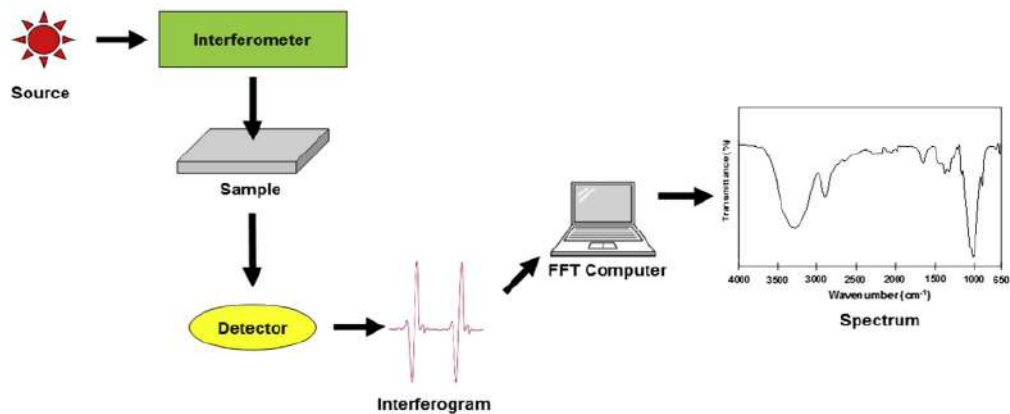 Source
Interferometer
Sample
Detector
Interferogram
FFT Computer
Transmittance (%)
4000 3500 3000 2500 2000 1500 1000 650
Wavenumber (cm⁻¹)
Spectrum